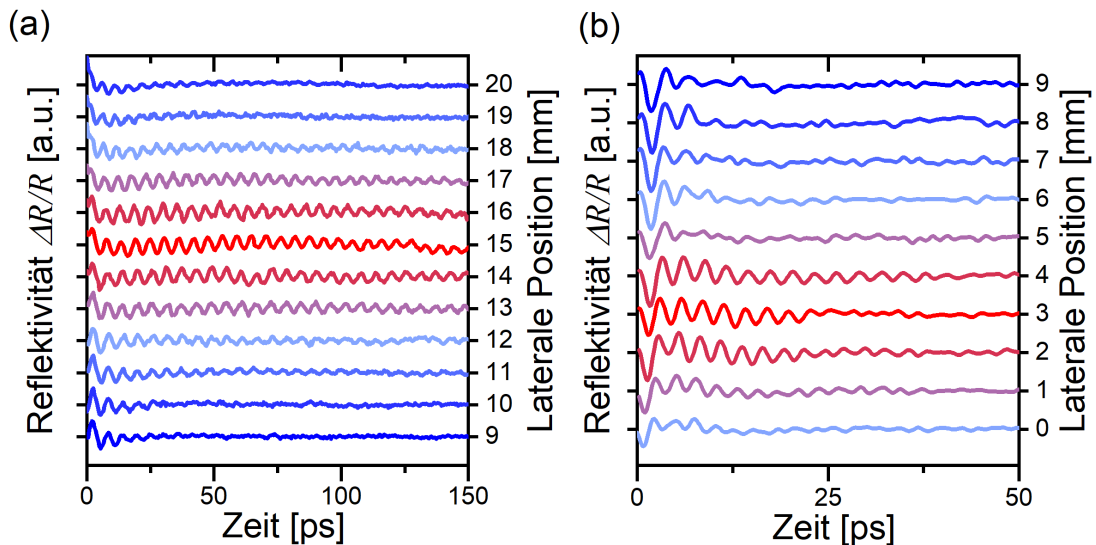 (a)
Reflektivität ΔR/R [a.u.]
20
19
18
17
16
15
14
13
12
11
10
9
Laterale Position [mm]
0 50 100 150
Zeit [ps]
(b)
Reflektivität ΔR/R [a.u.]
9
8
7
6
5
4
3
2
1
0
Laterale Position [mm]
0 25 50
Zeit [ps]